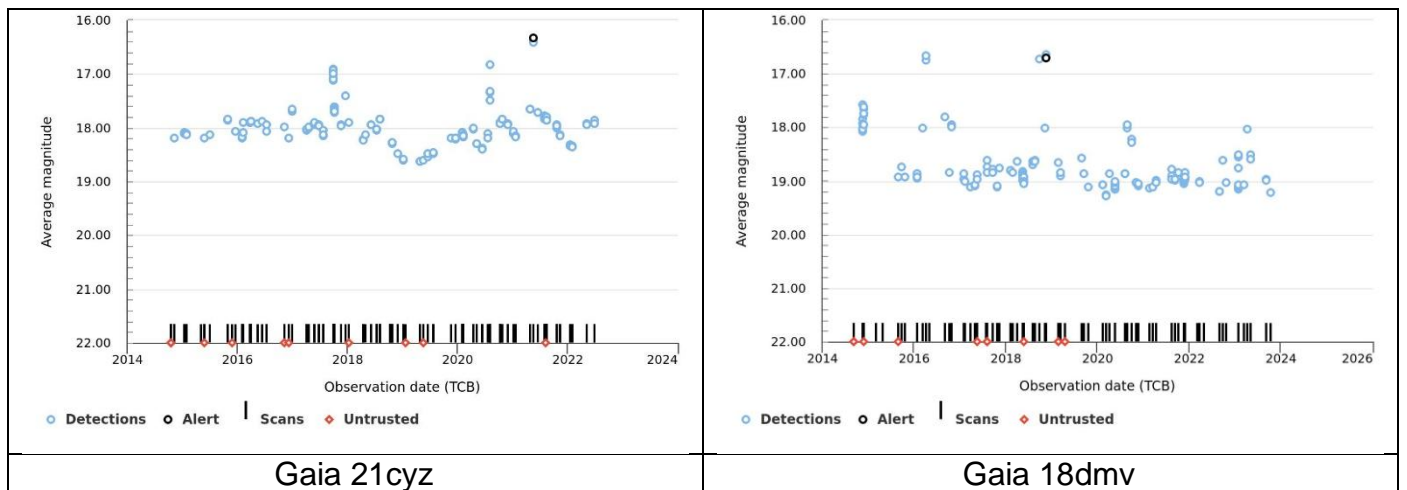 16.00
17.00
18.00
19.00
20.00
21.00
22.00
Average magnitude
2014 2016 2018 2020 2022 2024
Observation date (TCB)
Detections Alert Scans Untrusted
Gaia 21cyz
16.00
17.00
18.00
19.00
20.00
21.00
22.00
Average magnitude
2014 2016 2018 2020 2022 2024 2026
Observation date (TCB)
Detections Alert Scans Untrusted
Gaia 18dmv